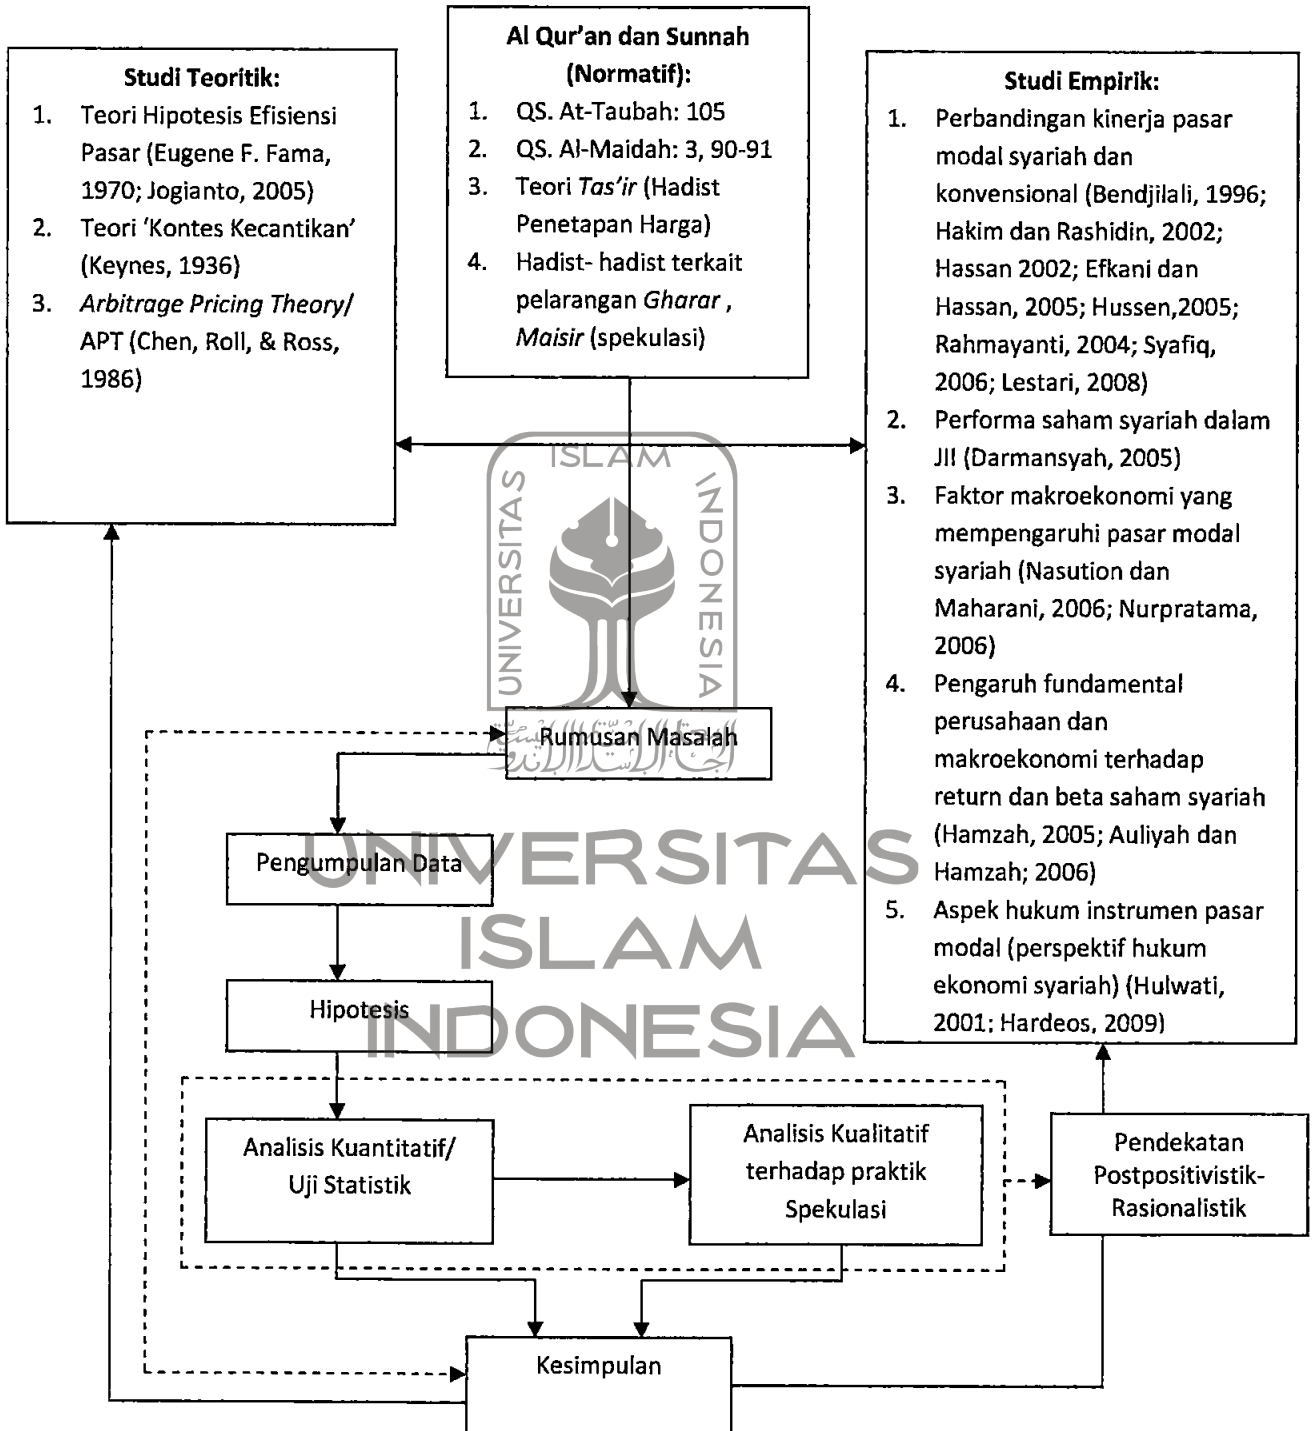 Studi Teoritik:
1. Teori Hipotesis Efisiensi
Pasar (Eugene F. Fama,
1970; Jogianto, 2005)
2. Teori ‘Kontes Kecantikan’
(Keynes, 1936)
3. Arbitrage Pricing Theory/
APT (Chen, Roll, & Ross,
1986)
Al Qur’an dan Sunnah
(Normatif):
1. QS. At-Taubah: 105
2. QS. Al-Maidah: 3, 90-91
3. Teori Tas’ir (Hadist
Penetapan Harga)
4. Hadist- hadist terkait
pelarangan Gharar ,
Maisir (spekulasi)
Studi Empirik:
1. Perbandingan kinerja pasar
modal syariah dan
konvensional (Bendjilali, 1996;
Hakim dan Rashidin, 2002;
Hassan 2002; Efkani dan
Hassan, 2005; Hussen,2005;
Rahmayanti, 2004; Syafiq,
2006; Lestari, 2008)
2. Performa saham syariah dalam
JII (Darmansyah, 2005)
3. Faktor makroekonomi yang
mempengaruhi pasar modal
syariah (Nasution dan
Maharani, 2006; Nurpratama,
2006)
4. Pengaruh fundamental
perusahaan dan
makroekonomi terhadap
return dan beta saham syariah
(Hamzah, 2005; Auliyah dan
Hamzah; 2006)
5. Aspek hukum instrumen pasar
modal (perspektif hukum
ekonomi syariah) (Hulwati,
2001; Hardeos, 2009)
UNIVERSITAS
ISLAM
INDONESIA
Rumusan Masalah
Pengumpulan Data
UNIVERSITAS
ISLAM
INDONESIA
Hipotesis
Analisis Kuantitatif/
Uji Statistik
Analisis Kualitatif
terhadap praktik
Spekulasi
Pendekatan
Postpositivistik-
Rasionalistik
Kesimpulan